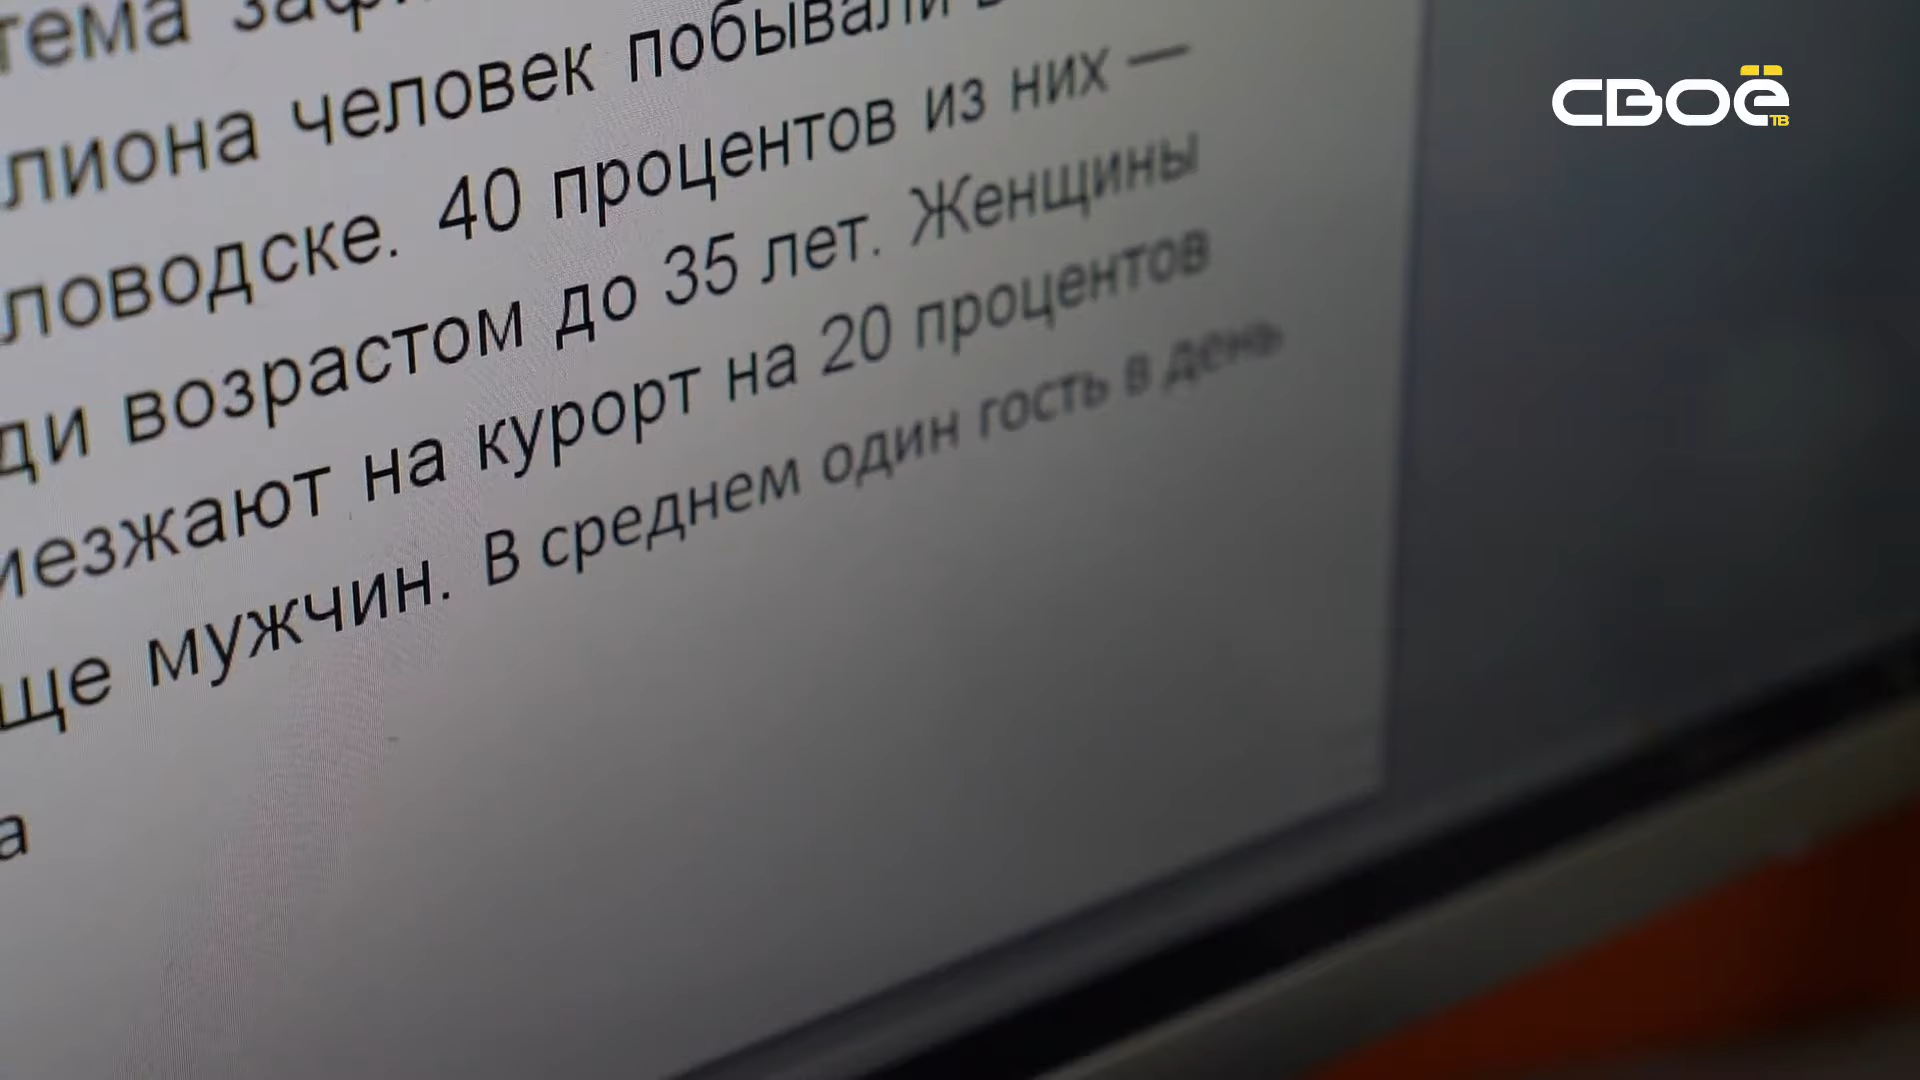 тема
лиона человек побывали
ловодске. 40 процентов из них —
ди возрастом до 35 лет. Женщины
иезжают на курорт на 20 процентов
ще мужчин. В среднем один гость в день
а
СВОЁ
ТВ